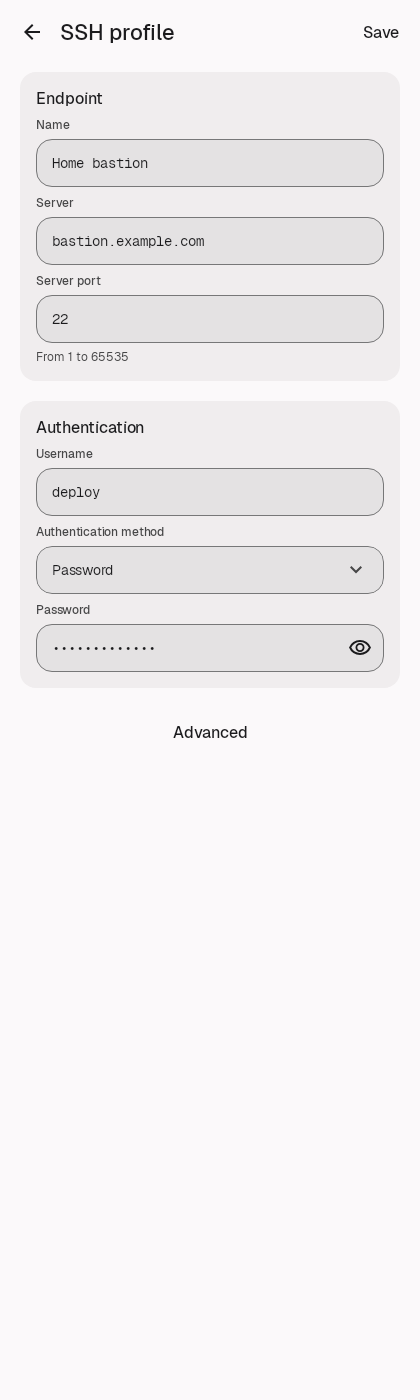 SSH profile
Save
Endpoint
Name
Home bastion
Server
bastion.example.com
Server port
22
From 1 to 65535
Authentication
Username
deploy
Authentication method
Password
Password
•••••••••••••
Advanced